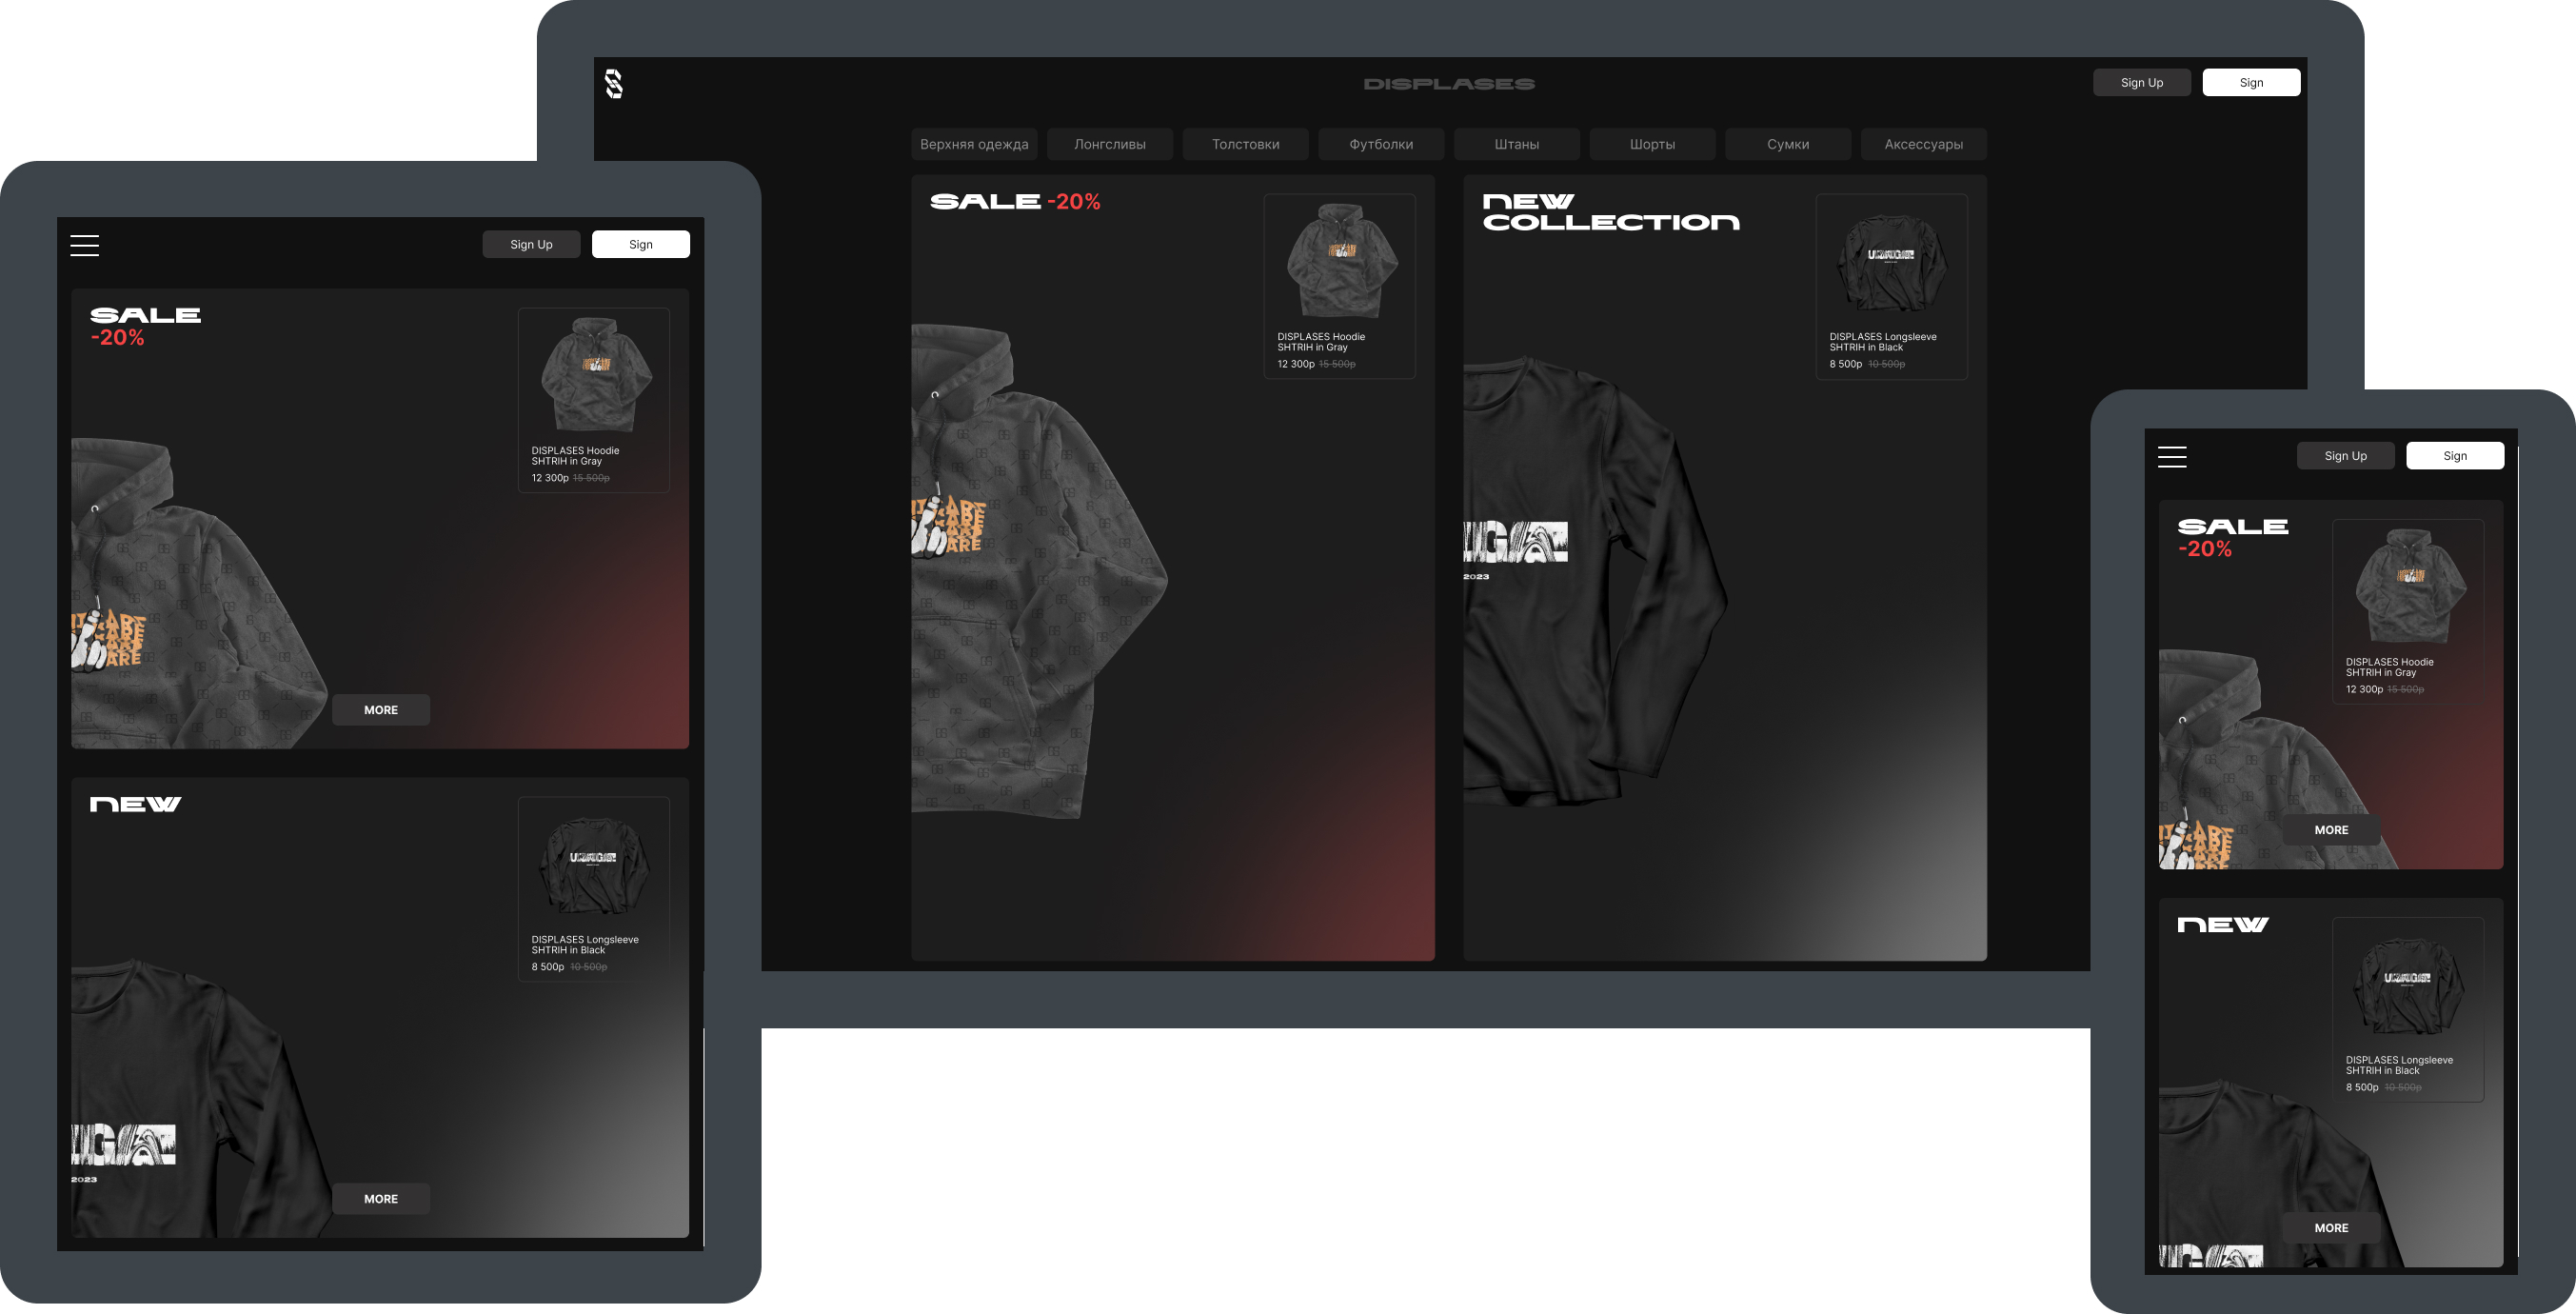 DISPLASES
Sign Up
Sign
Верхняя одежда
Лонгсливы
Толстовки
Футболки
Штаны
Шорты
Сумки
Аксессуары
SALE -20%
DISPLASES Hoodie
SHTRIH in Gray
12 300р 15 500р
NEW
COLLECTION
DISPLASES Longsleeve
SHTRIH in Black
8 500р 10 500р
2023
Sign Up
Sign
SALE
-20%
DISPLASES Hoodie
SHTRIH in Gray
12 300р 15 500р
MORE
NEW
DISPLASES Longsleeve
SHTRIH in Black
8 500р 10 500р
2023
MORE
Sign Up
Sign
SALE
-20%
DISPLASES Hoodie
SHTRIH in Gray
12 300р 15 500р
MORE
NEW
DISPLASES Longsleeve
SHTRIH in Black
8 500р 10 500р
MORE